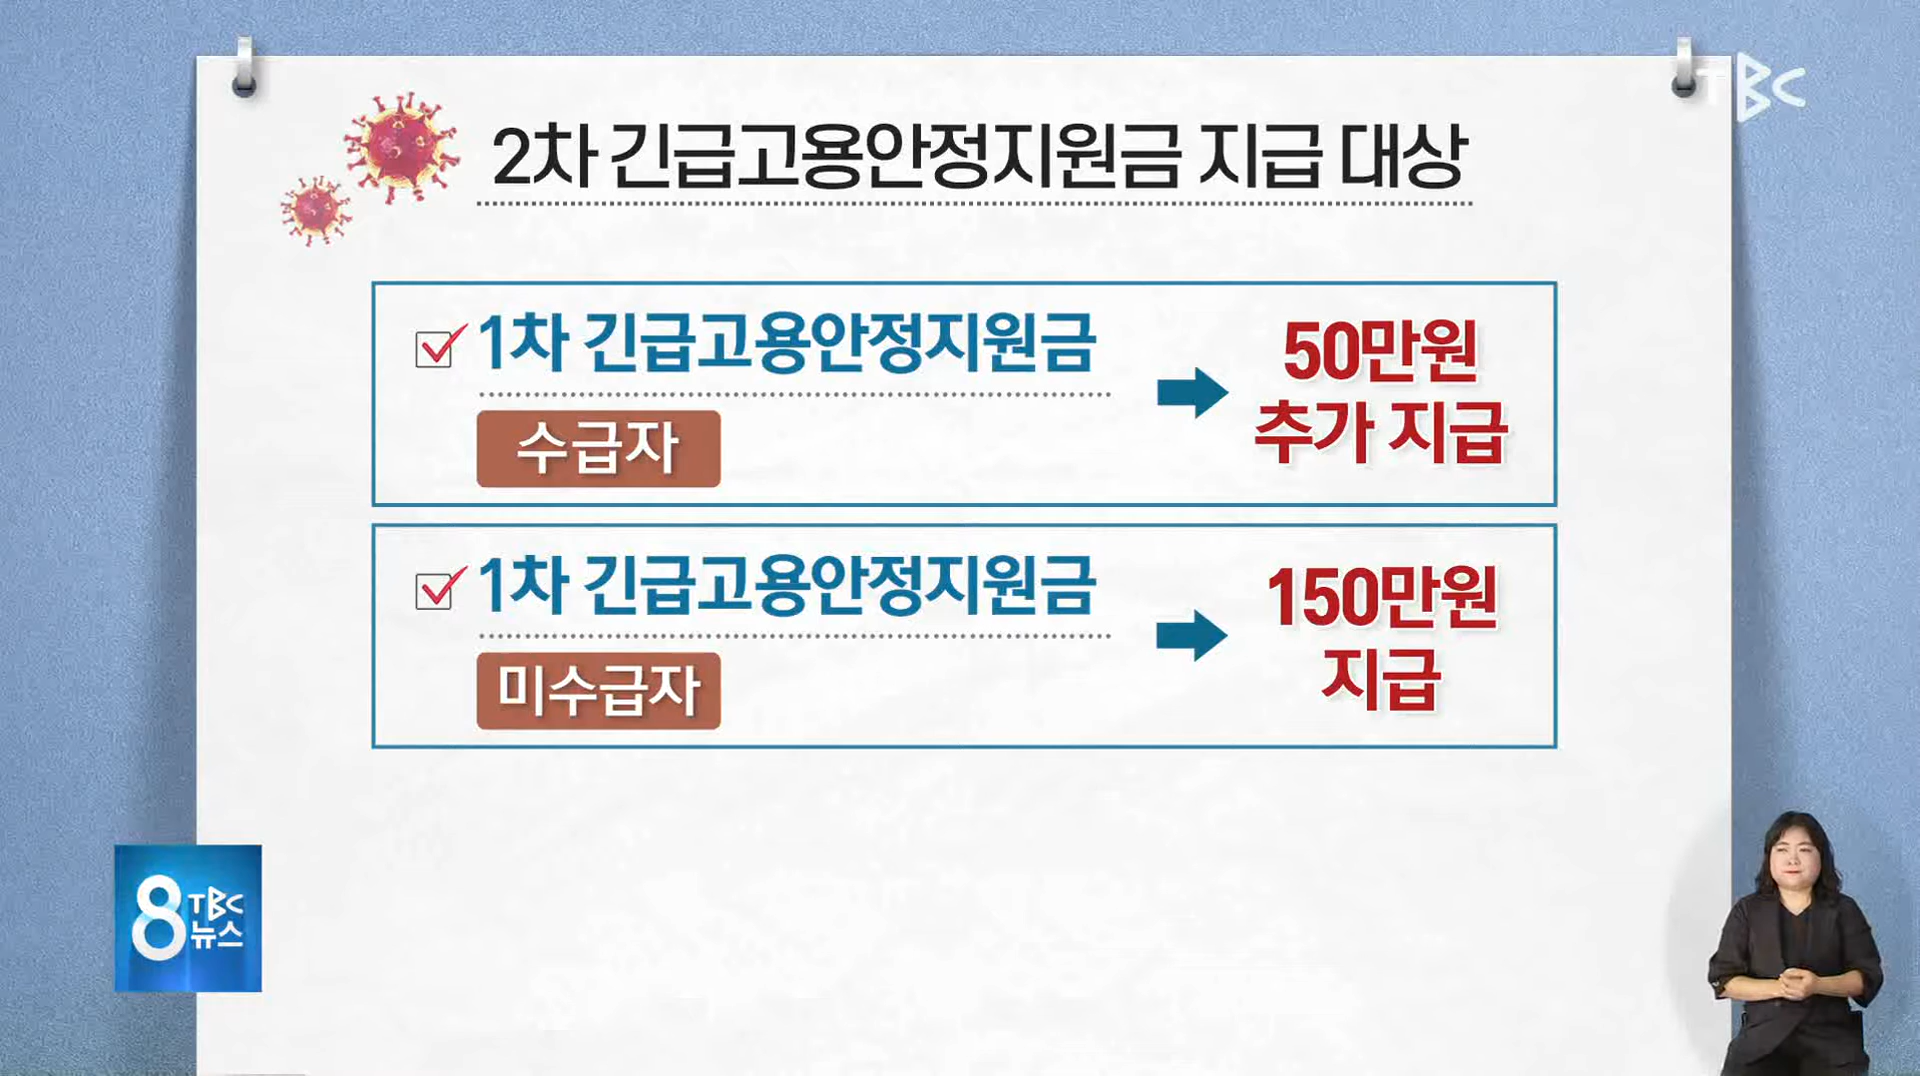 TBC
2차 긴급고용안정지원금 지급 대상
1차 긴급고용안정지원금
수급자
50만원
추가 지급
1차 긴급고용안정지원금
미수급자
150만원
지급
8 TBC
뉴스